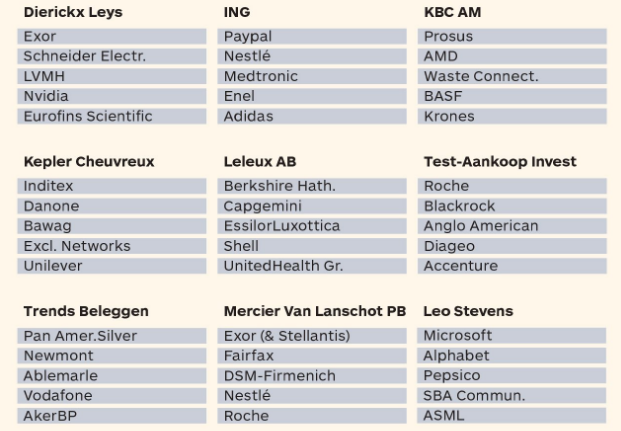 Dierickx Leys
Exor
Schneider Electr.
LVMH
Nvidia
Eurofins Scientific
ING
Paypal
Nestlé
Medtronic
Enel
Adidas
KBC AM
Prosus
AMD
Waste Connect.
BASF
Krones
Kepler Cheuvreux
Inditex
Danone
Bawag
Excl. Networks
Unilever
Leleux AB
Berkshire Hath.
Capgemini
EssilorLuxottica
Shell
UnitedHealth Gr.
Test-Aankoop Invest
Roche
Blackrock
Anglo American
Diageo
Accenture
Trends Beleggen
Pan Amer.Silver
Newmont
Ablemarle
Vodafone
AkerBP
Mercier Van Lanschot PB
Exor (& Stellantis)
Fairfax
DSM-Firmenich
Nestlé
Roche
Leo Stevens
Microsoft
Alphabet
Pepsico
SBA Commun.
ASML